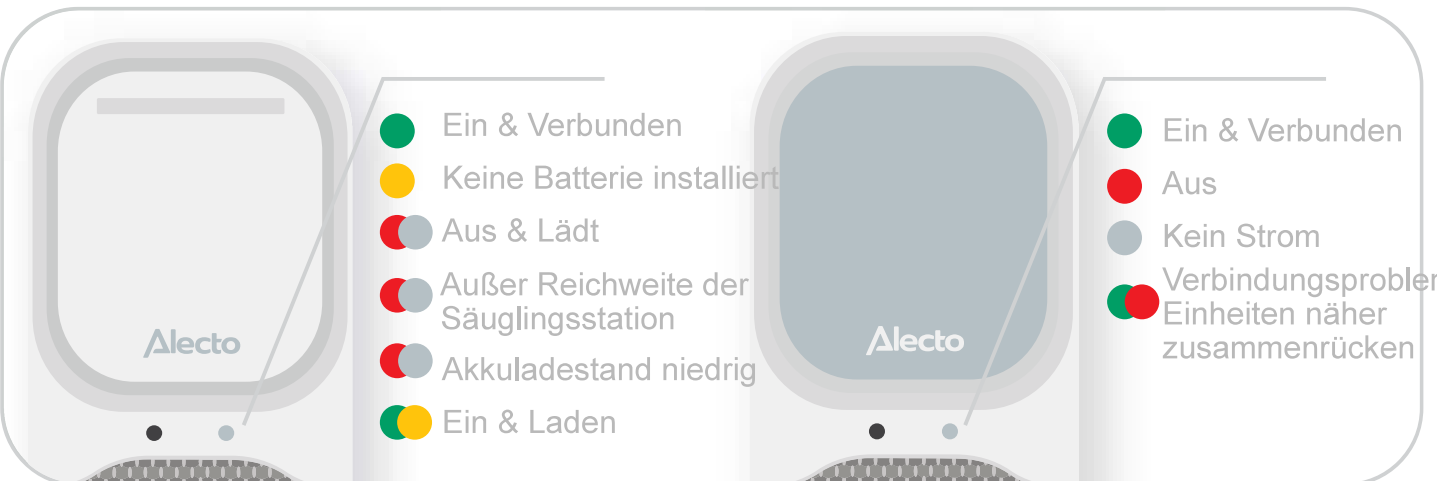 Ein & Verbunden
Keine Batterie installiert
Aus & Lädt
Außer Reichweite der
Säuglingsstation
Akkuladestand niedrig
Ein & Laden
Alecto
Ein & Verbunden
Aus
Kein Strom
Einheiten näher
zusammenrücken
Alecto